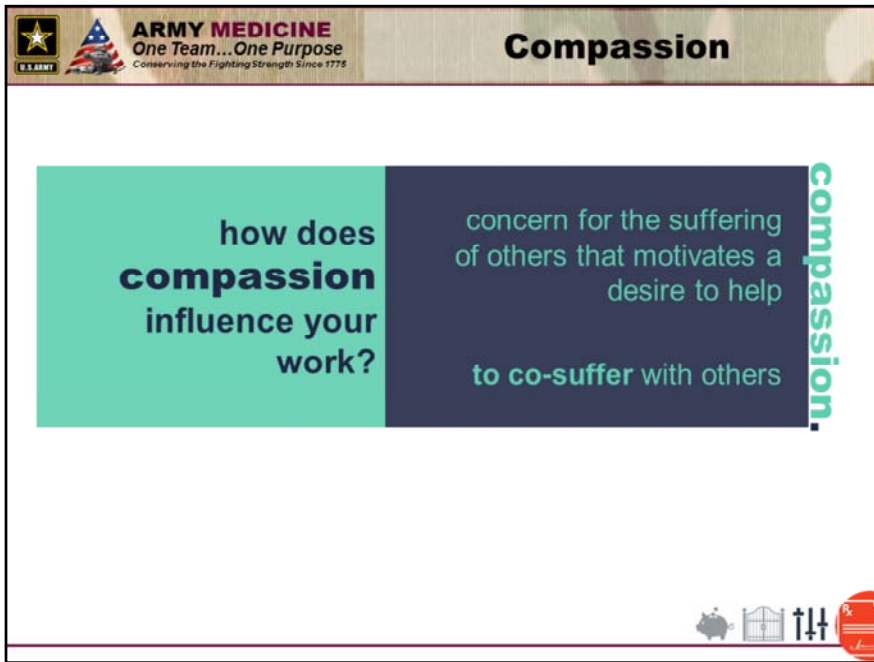 ARMY MEDICINE
One Team...One Purpose
Conserving the Fighting Strength Since 1775
U.S.ARMY
Compassion
how does
compassion
influence your
work?
concern for the suffering
of others that motivates a
desire to help
to co-suffer with others
compassion.
Rx